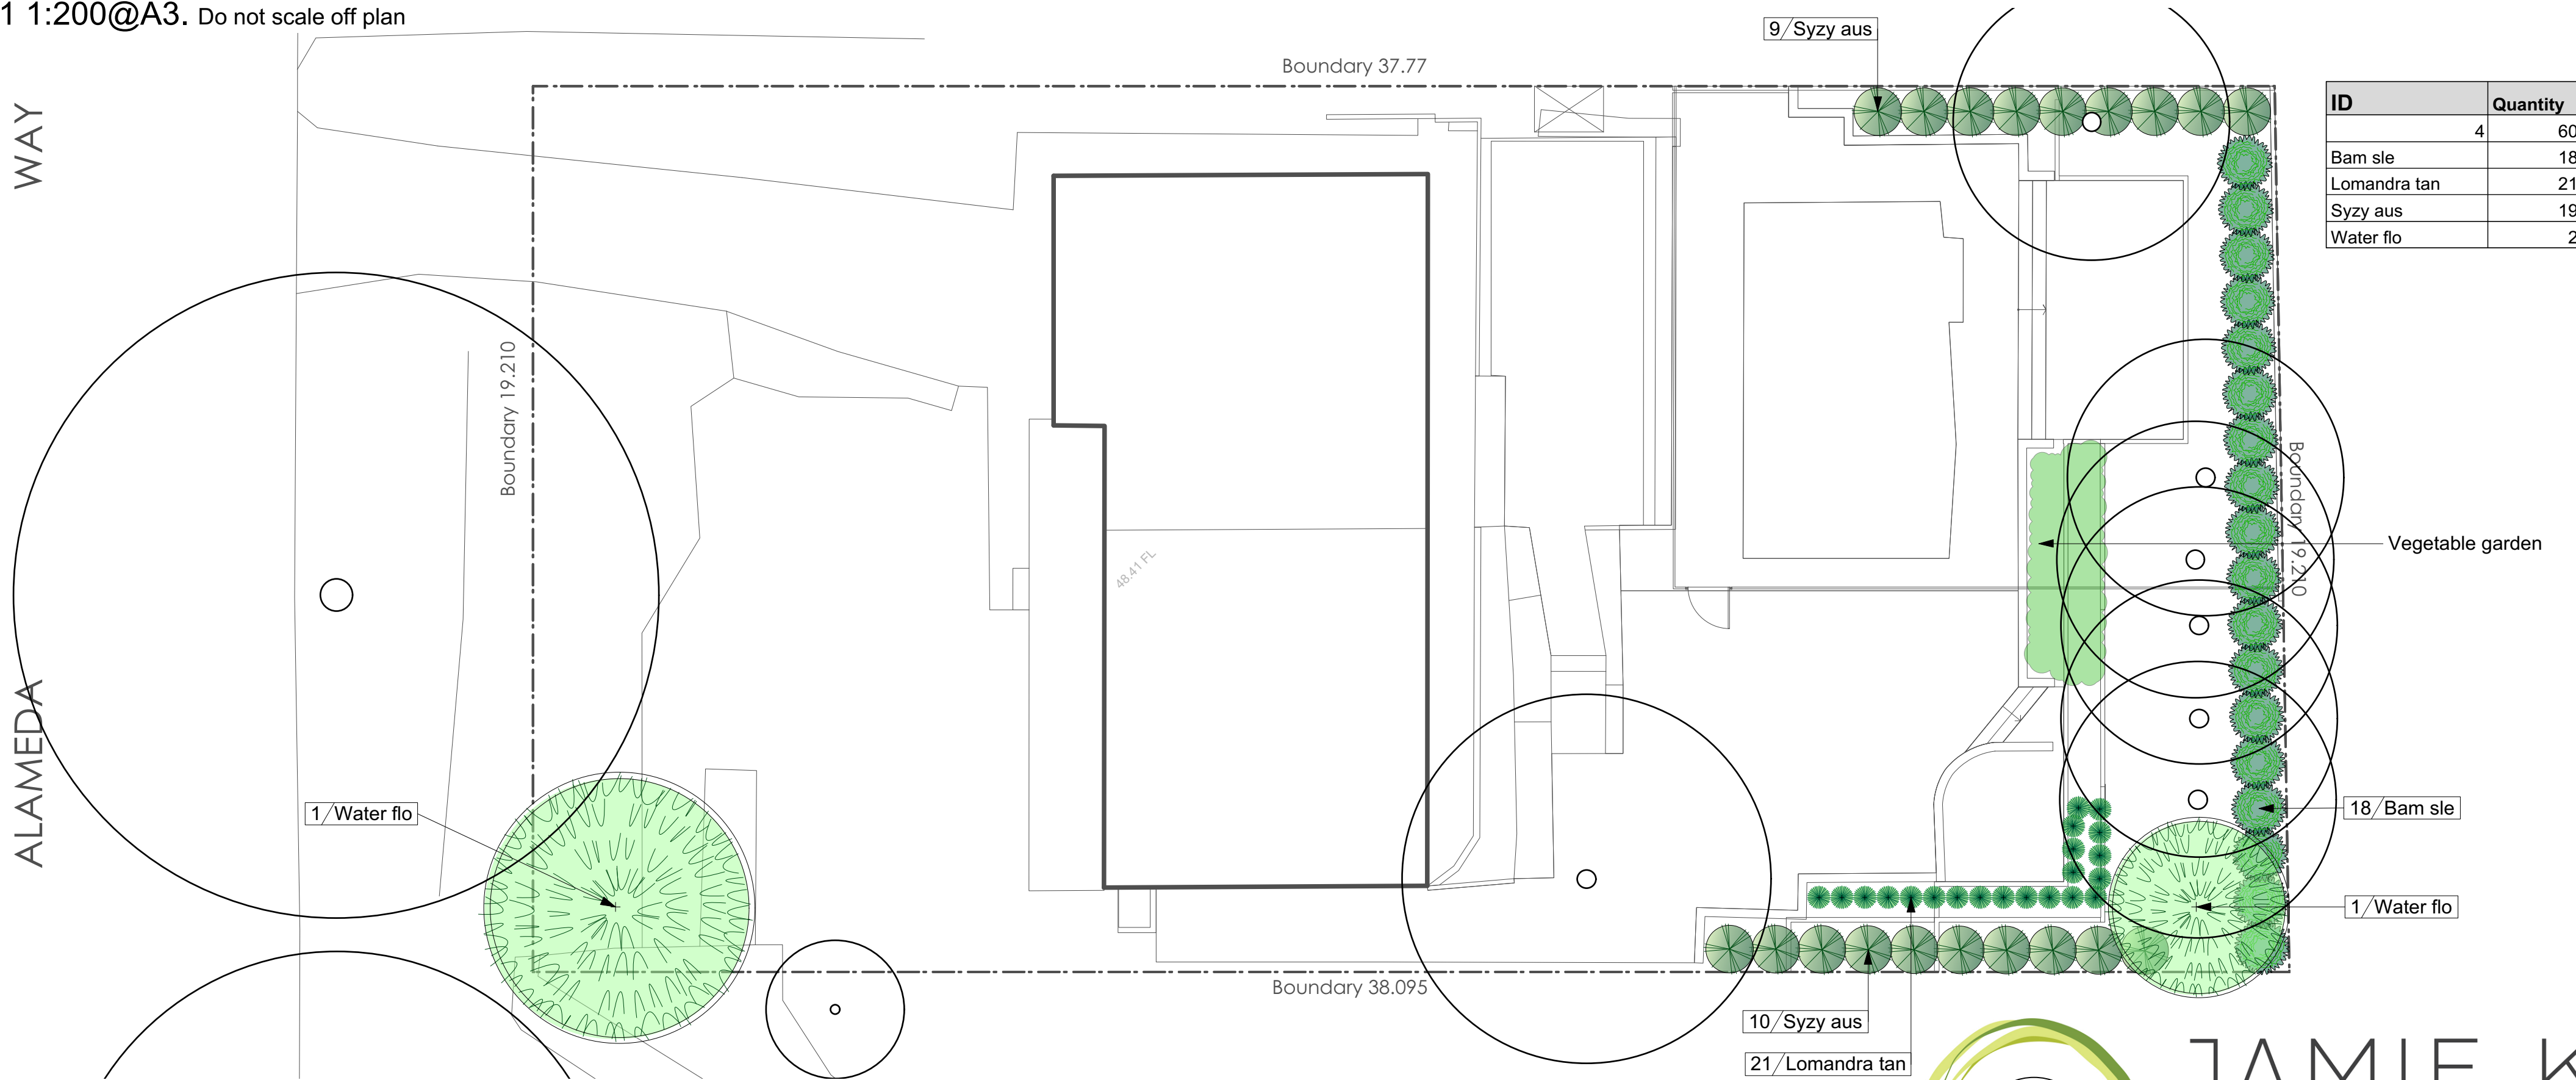 1 1:200@A3. Do not scale off plan
9/Syzy aus
Boundary 37.77
WAY
ID Quantity
4 60
Bam sle 18
Lomandra tan 21
Syzy aus 19
Water flo 2
Boundary 19.210
Boundary 19.210
Vegetable garden
48.41 FL
ALAMEDA
1/Water flo
18/Bam sle
1/Water flo
Boundary 38.095
10/Syzy aus
21/Lomandra tan
JAMIE K